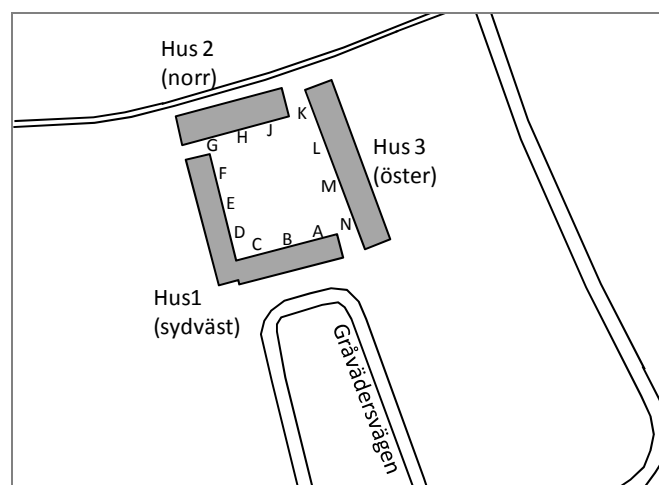 Hus 2
(norr)
K
J
H
G
L
Hus 3
(öster)
F
M
E
N
D
A
B
C
Hus1
(sydväst)
Gråvädersvägen